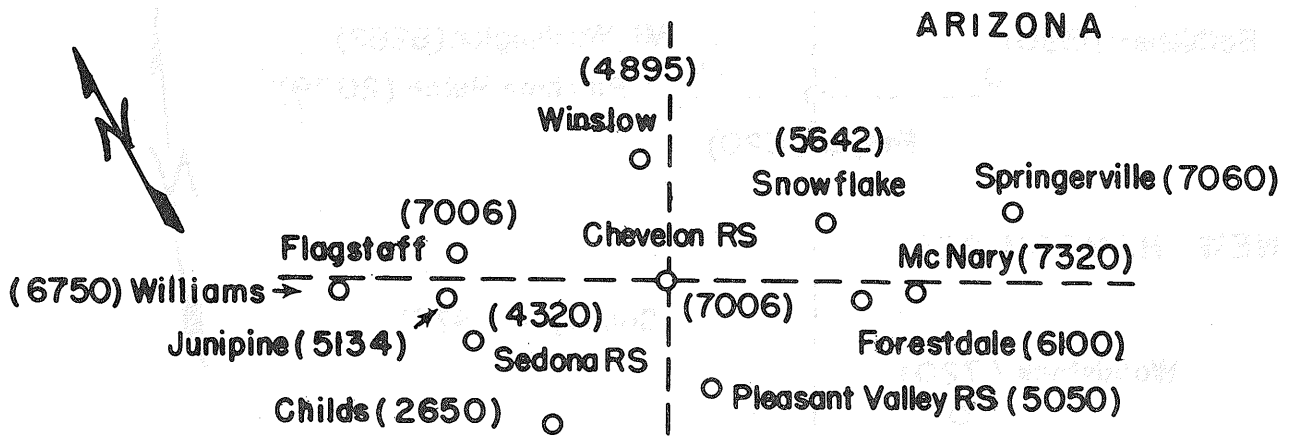 ARIZONA
(4895)
Winslow
(5642)
Snowflake
Springerville (7060)
(7006)
Flagstaff
Chevelon RS
McNary (7320)
(6750) Williams
(7006)
(4320)
Junipine (5134)
Sedona RS
Forestdale (6100)
Childs (2650)
Pleasant Valley RS (5050)
N